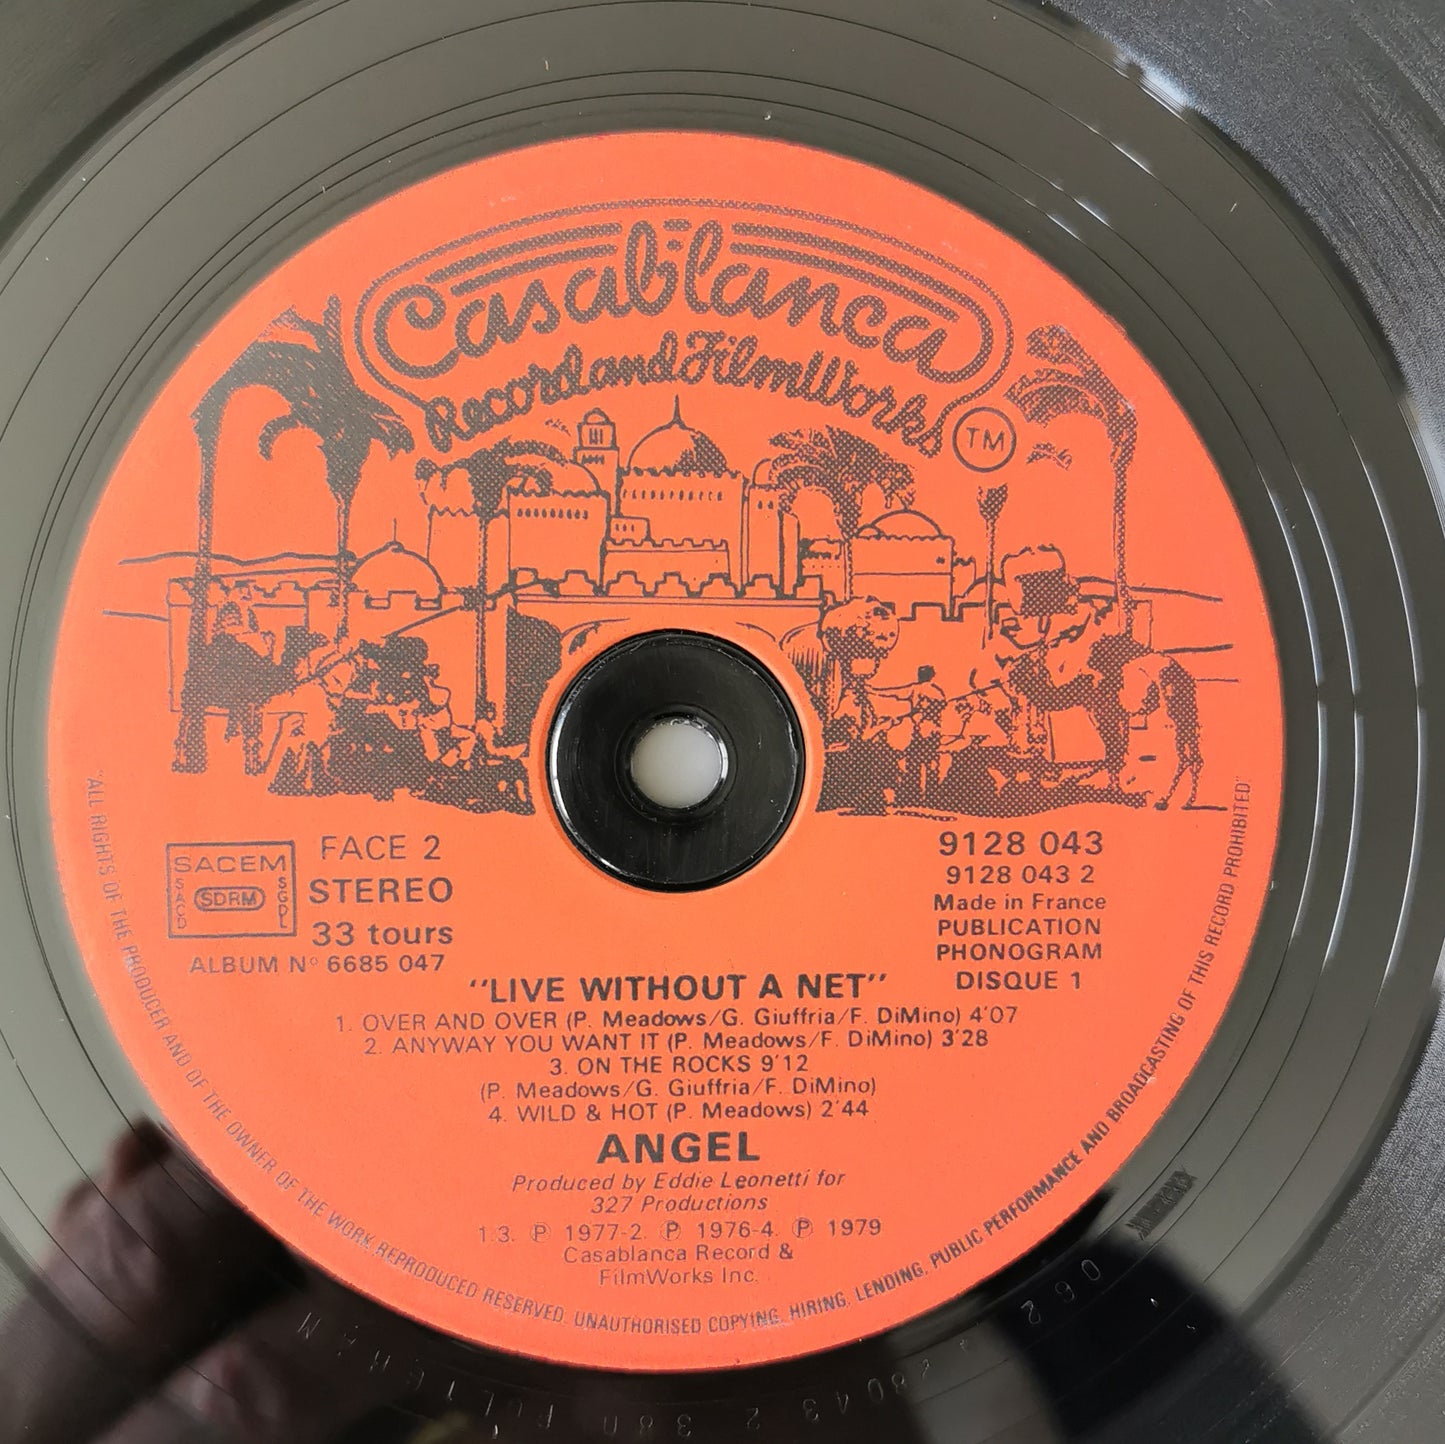 Casablanca
Record and FilmWorks
TM
SACEM
SACD
SDRM
SGDL
FACE 2
STEREO
33 tours
ALBUM N° 6685 047
9128 043
9128 043 2
Made in France
PUBLICATION
PHONOGRAM
DISQUE 1
"LIVE WITHOUT A NET"
1. OVER AND OVER (P. Meadows/G. Giuffria/F. DiMino) 4'07
2. ANYWAY YOU WANT IT (P. Meadows/F. DiMino) 3'28
3. ON THE ROCKS 9'12
(P. Meadows/G. Giuffria/F. DiMino)
4. WILD & HOT (P. Meadows) 2'44
ANGEL
Produced by Eddie Leonetti for
327 Productions
1.3. ℗ 1977-2. ℗ 1976-4. ℗ 1979
Casablanca Record &
FilmWorks Inc.
"ALL RIGHTS OF THE PRODUCER AND OF THE OWNER OF THE WORK REPRODUCED RESERVED. UNAUTHORISED COPYING, HIRING, LENDING, PUBLIC PERFORMANCE AND BROADCASTING OF THIS RECORD PROHIBITED"